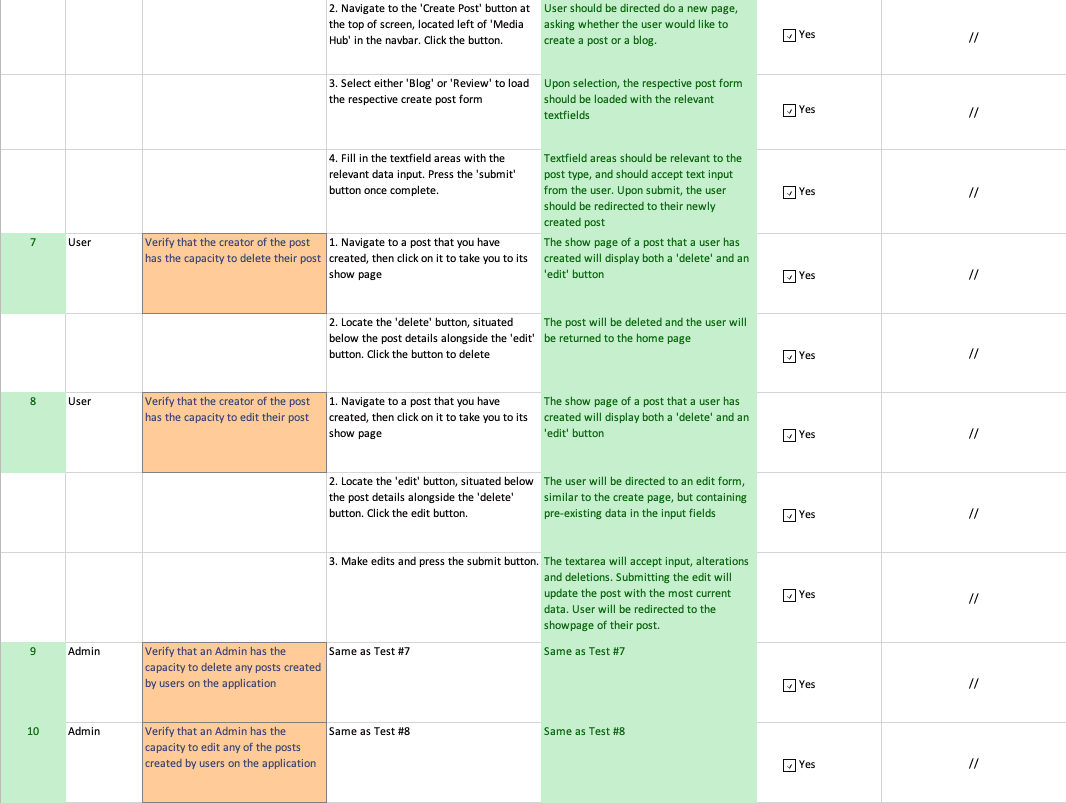 2. Navigate to the 'Create Post' button at
the top of screen, located left of 'Media
Hub' in the navbar. Click the button.
User should be directed do a new page,
asking whether the user would like to
create a post or a blog.
Yes
//
3. Select either 'Blog' or 'Review' to load
the respective create post form
Upon selection, the respective post form
should be loaded with the relevant
textfields
Yes
//
4. Fill in the textfield areas with the
relevant data input. Press the 'submit'
button once complete.
Textfield areas should be relevant to the
post type, and should accept text input
from the user. Upon submit, the user
should be redirected to their newly
created post
Yes
//
7
User
Verify that the creator of the post
has the capacity to delete their post
1. Navigate to a post that you have
created, then click on it to take you to its
show page
The show page of a post that a user has
created will display both a 'delete' and an
'edit' button
Yes
//
2. Locate the 'delete' button, situated
below the post details alongside the 'edit'
button. Click the button to delete
The post will be deleted and the user will
be returned to the home page
Yes
//
8
User
Verify that the creator of the post
has the capacity to edit their post
1. Navigate to a post that you have
created, then click on it to take you to its
show page
The show page of a post that a user has
created will display both a 'delete' and an
'edit' button
Yes
//
2. Locate the 'edit' button, situated below
the post details alongside the 'delete'
button. Click the edit button.
The user will be directed to an edit form,
similar to the create page, but containing
pre-existing data in the input fields
Yes
//
3. Make edits and press the submit button.
The textarea will accept input, alterations
and deletions. Submitting the edit will
update the post with the most current
data. User will be redirected to the
showpage of their post.
Yes
//
9
Admin
Verify that an Admin has the
capacity to delete any posts created
by users on the application
Same as Test #7
Same as Test #7
Yes
//
10
Admin
Verify that an Admin has the
capacity to edit any of the posts
created by users on the application
Same as Test #8
Same as Test #8
Yes
//